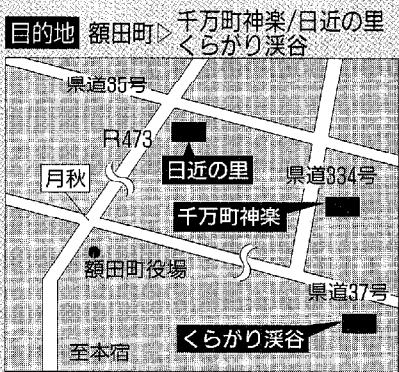 目的地 額田町▷千万町神楽/日近の里
くらがり渓谷
県道35号
R473
日近の里
月秋
県道334号
千万町神楽
額田町役場
県道37号
くらがり渓谷
至本宿